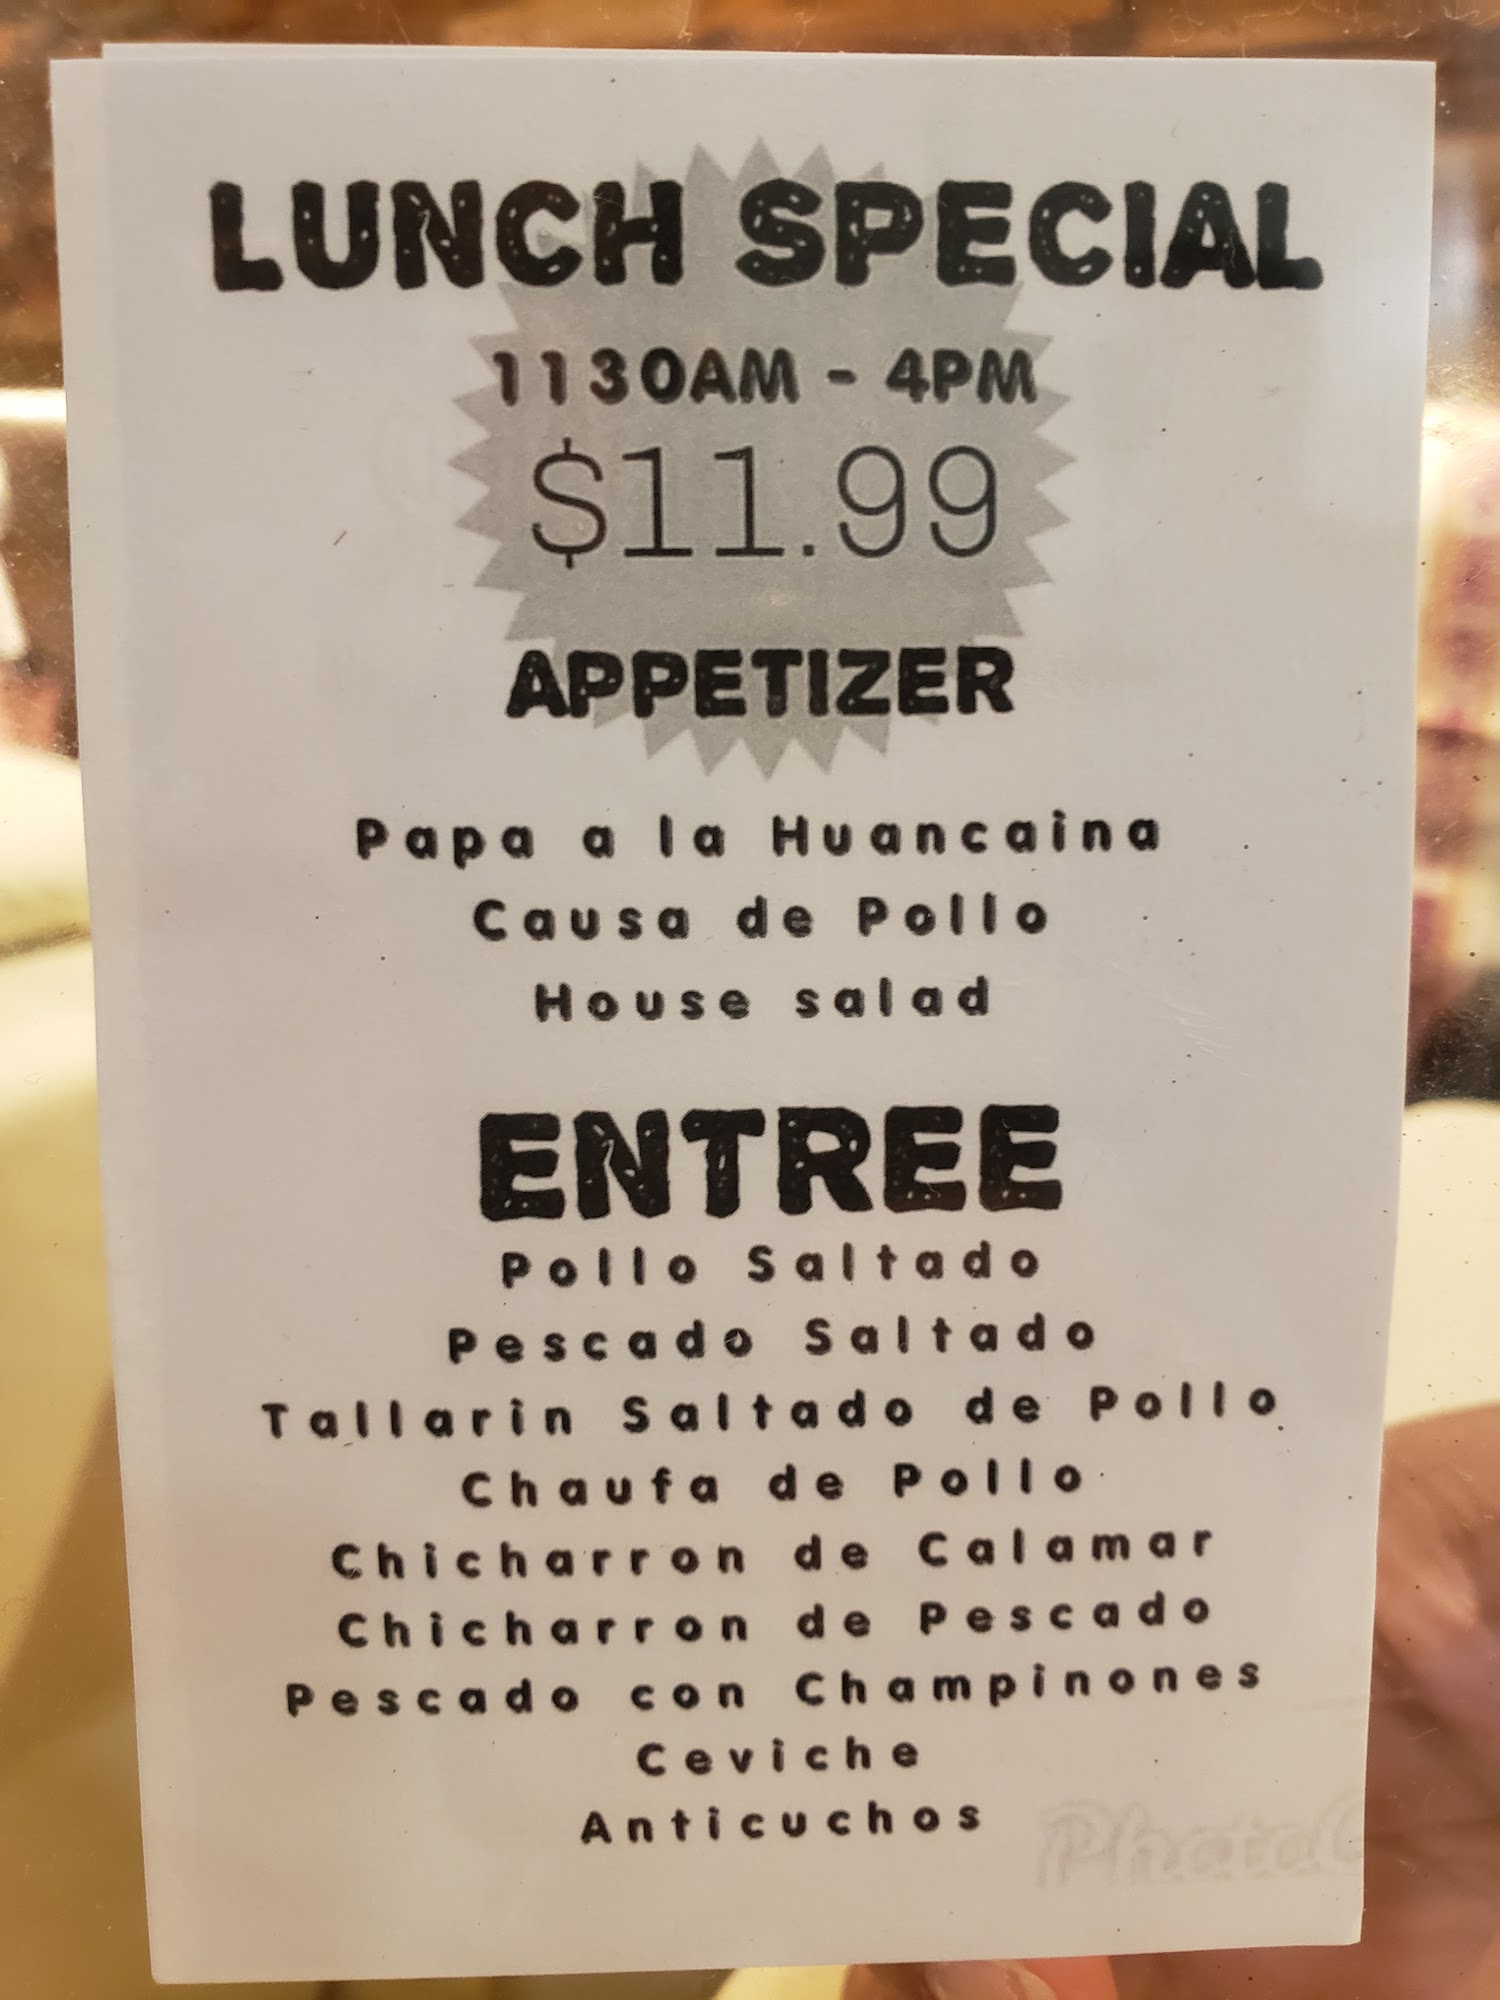 LUNCH SPECIAL
1130AM - 4PM
$11.99
APPETIZER
Papa a la Huancaina
Causa de Pollo
House salad
ENTREE
Pollo Saltado
Pescado Saltado
Tallarin Saltado de Pollo
Chaufa de Pollo
Chicharron de Calamar
Chicharron de Pescado
Pescado con Champinones
Ceviche
Anticuchos